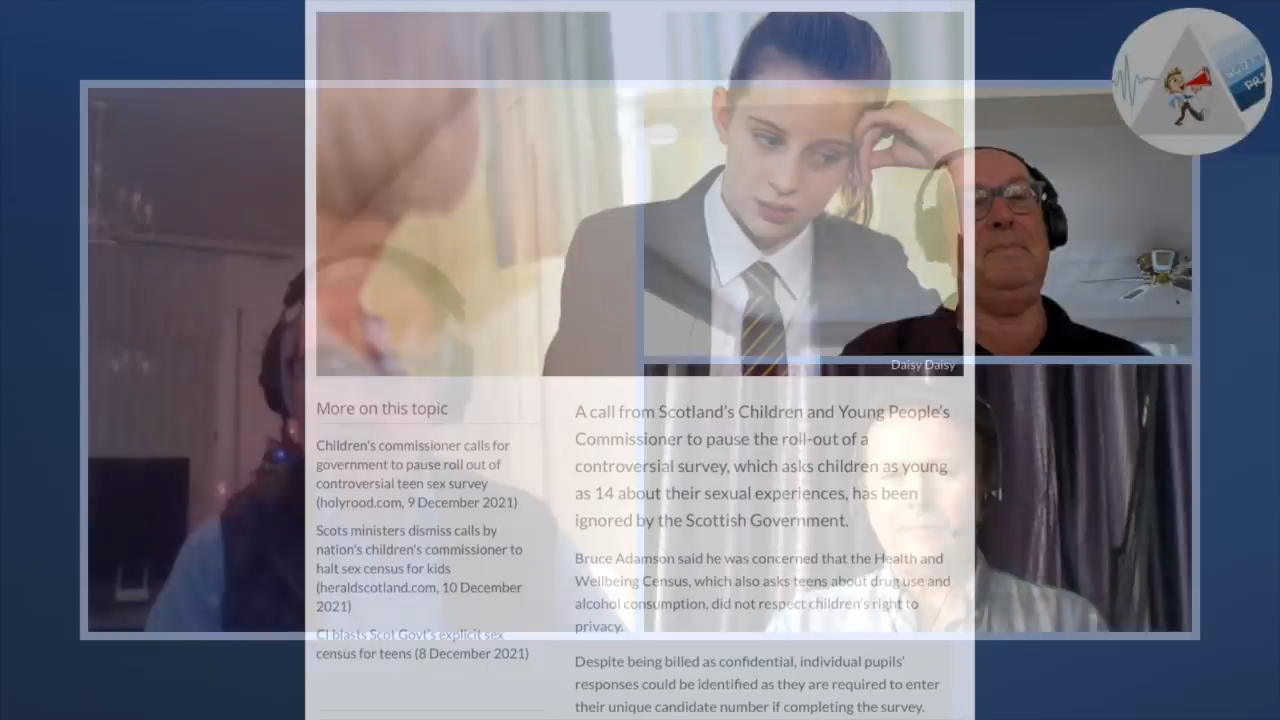 SCOTT
PRI
Daisy Daisy
More on this topic
Children's commissioner calls for
government to pause roll out of
controversial teen sex survey
(holyrood.com, 9 December 2021)
Scots ministers dismiss calls by
nation's children's commissioner to
halt sex census for kids
(heraldscotland.com, 10 December
2021)
CI blasts Scot Govt's explicit sex
census for teens (8 December 2021)
A call from Scotland's Children and Young People's
Commissioner to pause the roll-out of a
controversial survey, which asks children as young
as 14 about their sexual experiences, has been
ignored by the Scottish Government.
Bruce Adamson said he was concerned that the Health and
Wellbeing Census, which also asks teens about drug use and
alcohol consumption, did not respect children's right to
privacy.
Despite being billed as confidential, individual pupils'
responses could be identified as they are required to enter
their unique candidate number if completing the survey.